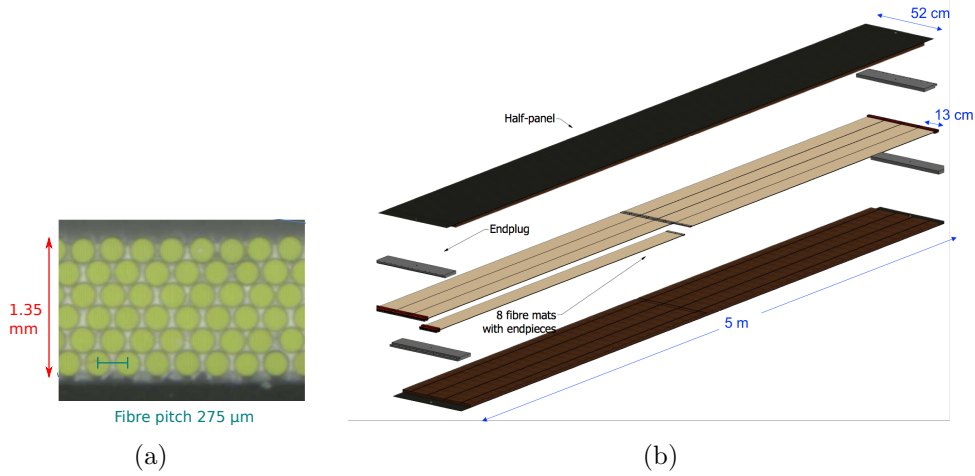 52 cm
Half-panel
13 cm
Endplug
1.35
mm
8 fibre mats
with endpieces
5 m
Fibre pitch 275 µm
(a)
(b)